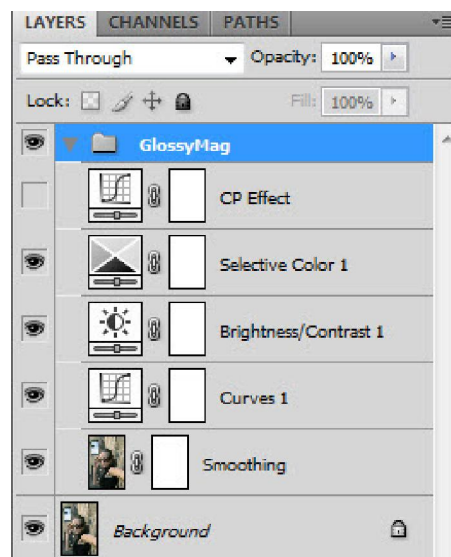 LAYERS CHANNELS PATHS
Pass Through Opacity: 100%
Lock: Fill: 100%
GlossyMag
CP Effect
Selective Color 1
Brightness/Contrast 1
Curves 1
Smoothing
Background